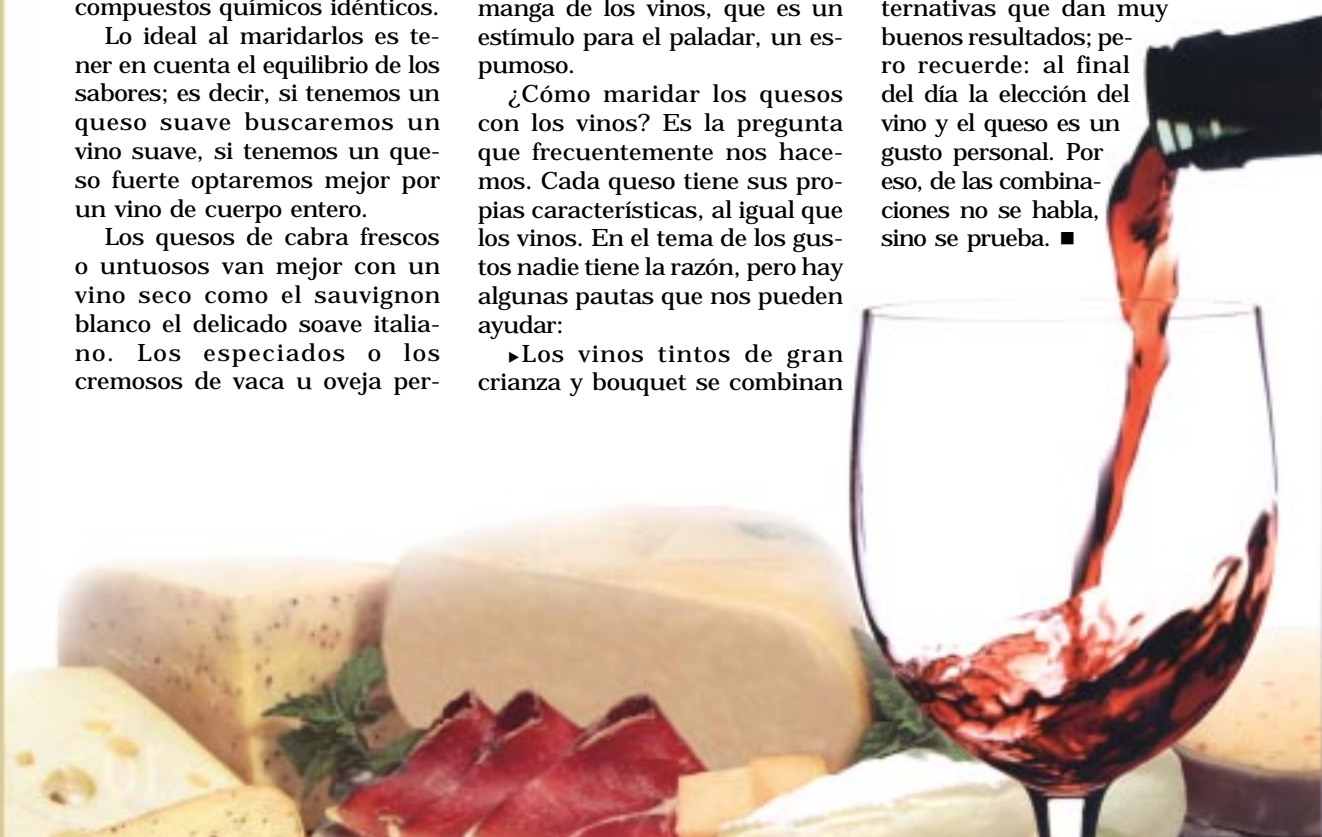 compuestos químicos idénticos.
Lo ideal al maridarlos es te-
ner en cuenta el equilibrio de los
sabores; es decir, si tenemos un
queso suave buscaremos un
vino suave, si tenemos un que-
so fuerte optaremos mejor por
un vino de cuerpo entero.
Los quesos de cabra frescos
o untuosos van mejor con un
vino seco como el sauvignon
blanco el delicado soave italia-
no. Los especiados o los
cremosos de vaca u oveja per-
manga de los vinos, que es un
estímulo para el paladar, un es-
pumoso.
¿Cómo maridar los quesos
con los vinos? Es la pregunta
que frecuentemente nos hace-
mos. Cada queso tiene sus pro-
pias características, al igual que
los vinos. En el tema de los gus-
tos nadie tiene la razón, pero hay
algunas pautas que nos pueden
ayudar:
▸Los vinos tintos de gran
crianza y bouquet se combinan
ternativas que dan muy
buenos resultados; pe-
ro recuerde: al final
del día la elección del
vino y el queso es un
gusto personal. Por
eso, de las combina-
ciones no se habla,
sino se prueba. ■